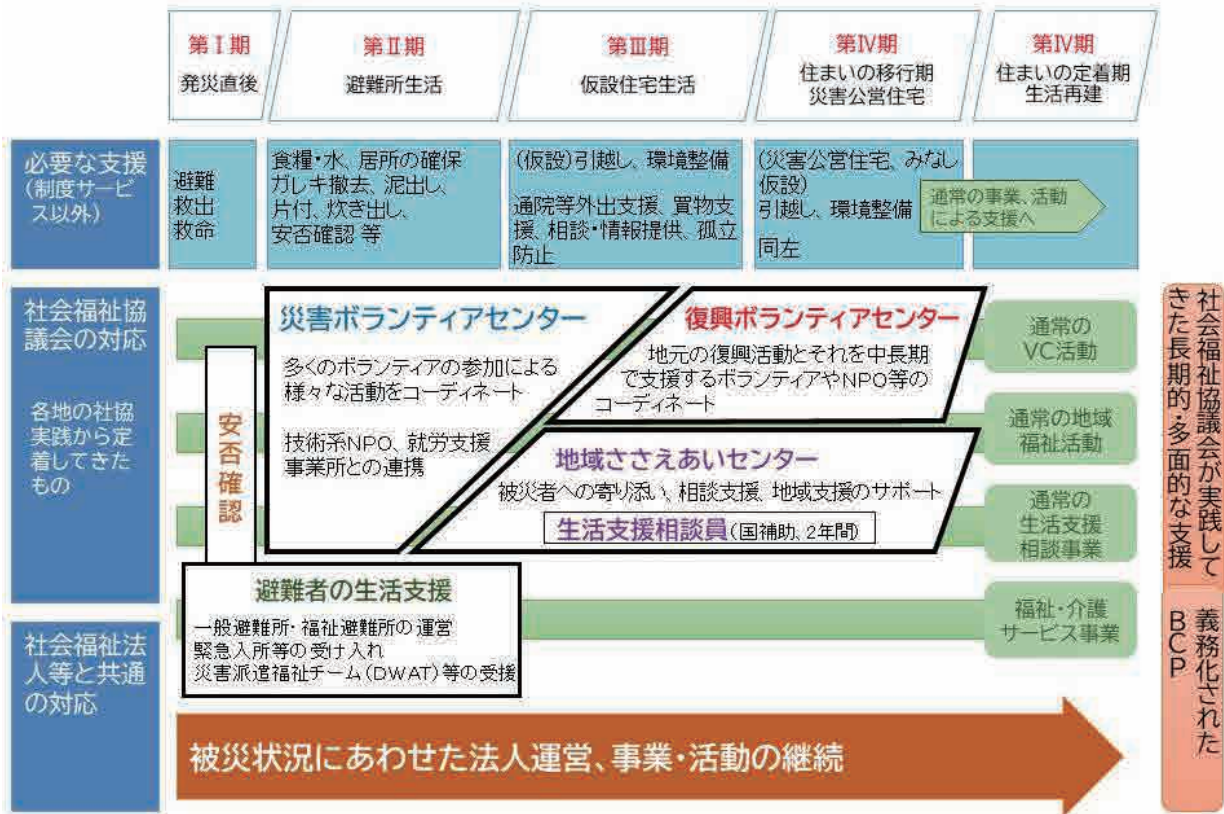 第Ⅰ期
発災直後
第Ⅱ期
避難所生活
第Ⅲ期
仮設住宅生活
第Ⅳ期
住まいの移行期
災害公営住宅
第Ⅳ期
住まいの定着期
生活再建
必要な支援
(制度サービ
ス以外)
避難
救出
救命
食糧・水、居所の確保
ガレキ撤去、泥出し、
片付、炊き出し、
安否確認 等
(仮設)引越し、環境整備
通院等外出支援、買物支
援、相談・情報提供、孤立
防止
(災害公営住宅、みなし
仮設)
引越し、環境整備
同左
通常の事業、活動
による支援へ
社会福祉協
議会の対応
各地の社協
実践から定
着してきた
もの
安否確認
災害ボランティアセンター
多くのボランティアの参加による
様々な活動をコーディネート
技術系NPO、就労支援
事業所との連携
復興ボランティアセンター
地元の復興活動とそれを中長期
で支援するボランティアやNPO等の
コーディネート
地域ささえあいセンター
被災者への寄り添い、相談支援、地域支援のサポート
生活支援相談員(国補助、2年間)
通常の
VC活動
通常の地域
福祉活動
通常の
生活支援
相談事業
福祉・介護
サービス事業
社会福祉法
人等と共通
の対応
避難者の生活支援
一般避難所・福祉避難所の運営
緊急入所等の受け入れ
災害派遣福祉チーム(DWAT)等の受援
被災状況にあわせた法人運営、事業・活動の継続
社会福祉協議会が実践して
きた長期的・多面的な支援
義務化された
BCP